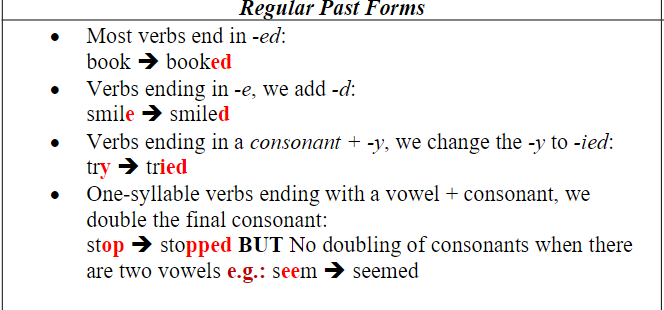 Regular Past Forms
• Most verbs end in -ed:
book ➔ booked
• Verbs ending in -e, we add -d:
smile ➔ smiled
• Verbs ending in a consonant + -y, we change the -y to -ied:
try ➔ tried
• One-syllable verbs ending with a vowel + consonant, we
double the final consonant:
stop ➔ stopped BUT No doubling of consonants when there
are two vowels e.g.: seem ➔ seemed